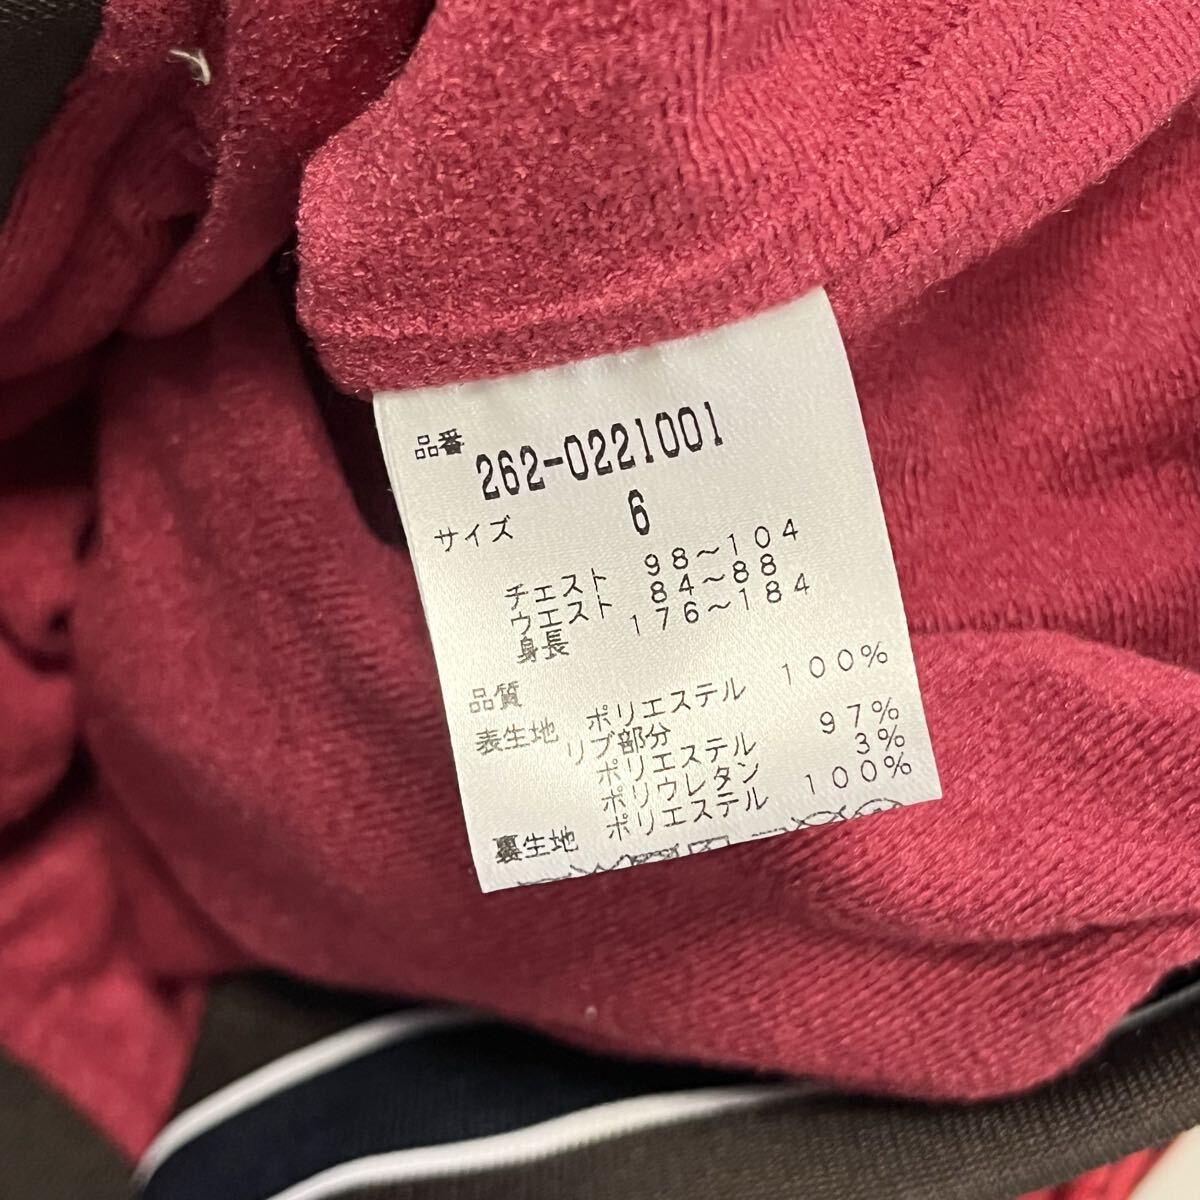 品番 262-0221001
サイズ 6
チェスト 98～104
ウエスト 84～88
身長 176～184
品質
表生地 ポリエステル 100%
リブ部分
ポリエステル 97%
ポリウレタン 3%
裏生地 ポリエステル 100%